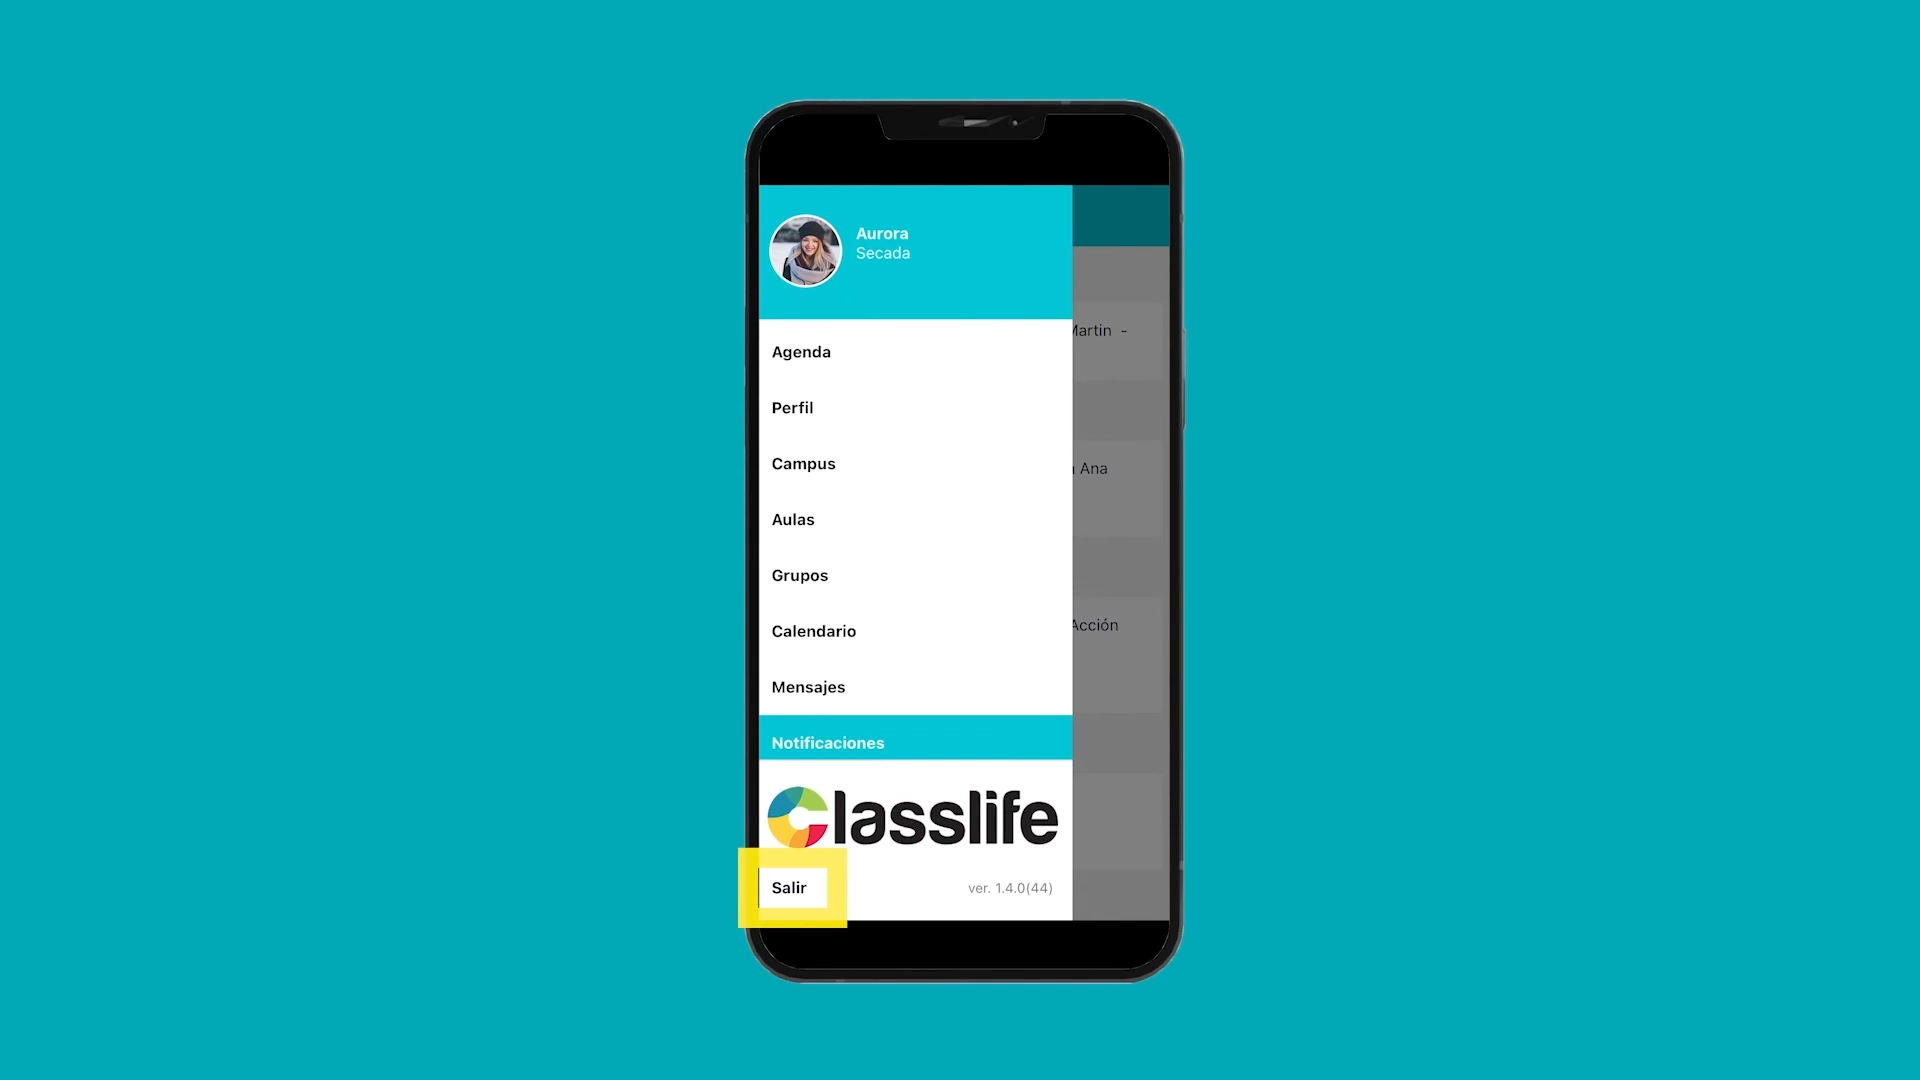 Aurora
Secada
Agenda
Perfil
Campus
Aulas
Grupos
Calendario
Mensajes
Notificaciones
Classlife
Salir
ver. 1.4.0(44)
Martin -
Ana
Acción